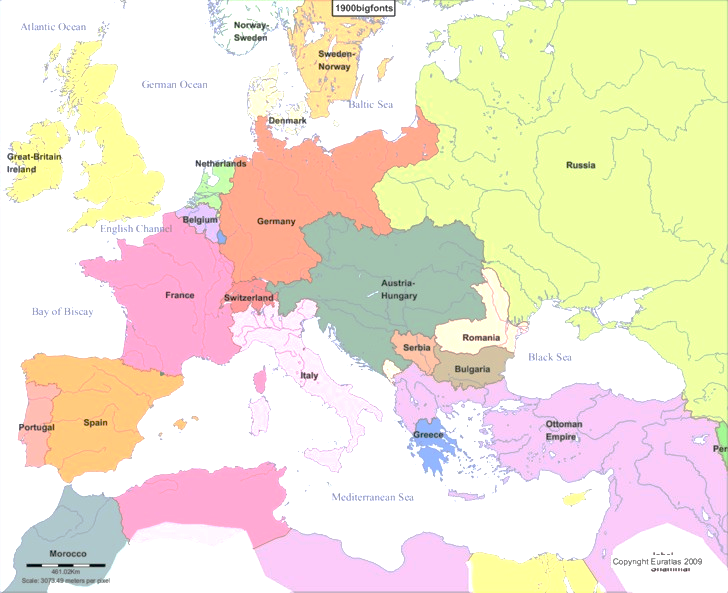 1900bigfonts
Atlantic Ocean
Norway-
Sweden
Sweden-
Norway
German Ocean
Baltic Sea
Denmark
Great-Britain
Ireland
Netherlands
Russia
Belgium
Germany
English Channel
Austria-
Hungary
France
Switzerland
Bay of Biscay
Romania
Serbia
Black Sea
Bulgaria
Italy
Portugal
Spain
Greece
Ottoman
Empire
Per
Mediterranean Sea
Morocco
461.02Km
Scale: 3073.49 meters per pixel
Copyright Euratlas 2009
Shammar